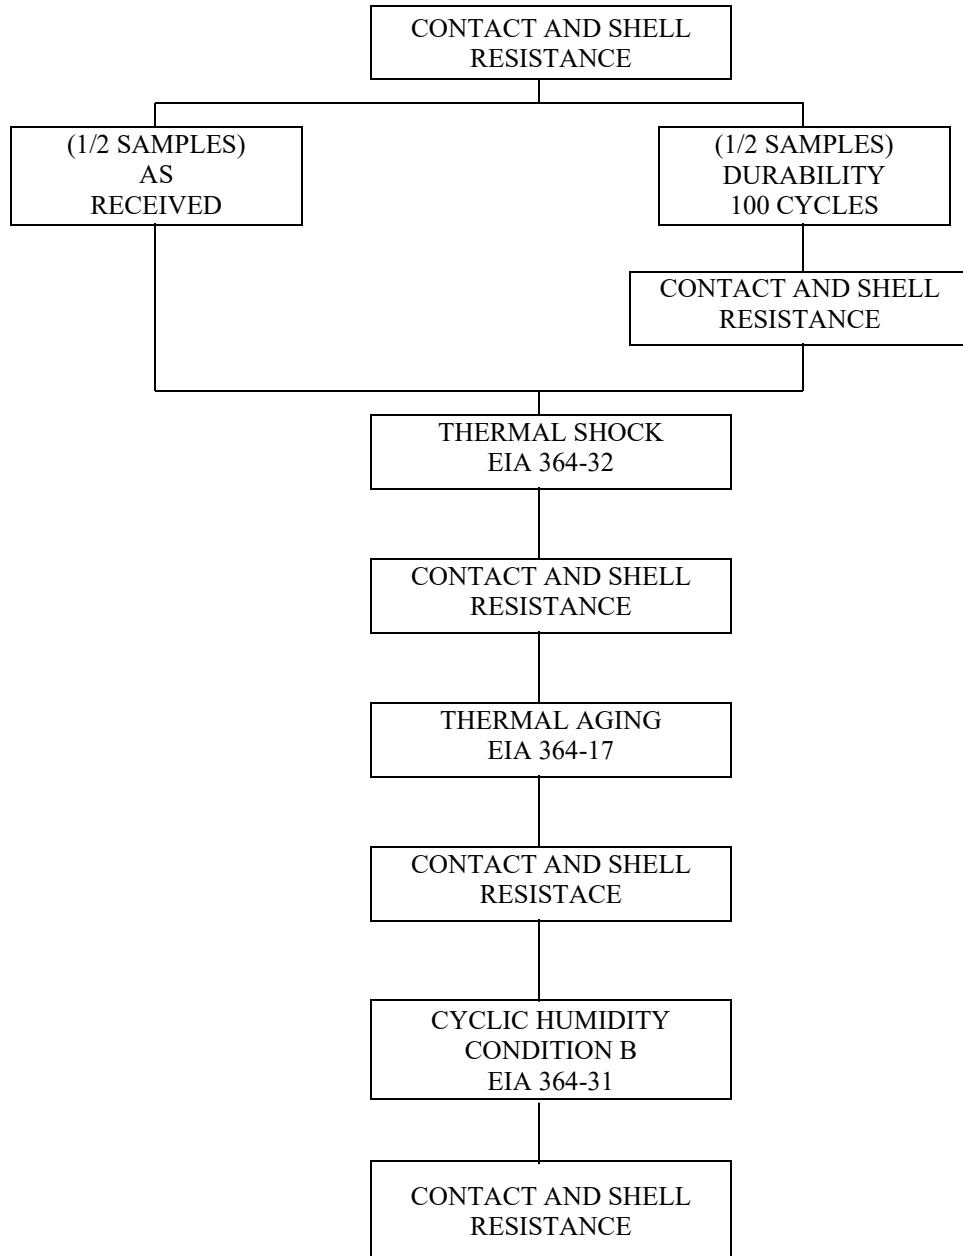 CONTACT AND SHELL
RESISTANCE
(1/2 SAMPLES)
AS
RECEIVED
(1/2 SAMPLES)
DURABILITY
100 CYCLES
CONTACT AND SHELL
RESISTANCE
THERMAL SHOCK
EIA 364-32
CONTACT AND SHELL
RESISTANCE
THERMAL AGING
EIA 364-17
CONTACT AND SHELL
RESISTACE
CYCLIC HUMIDITY
CONDITION B
EIA 364-31
CONTACT AND SHELL
RESISTANCE